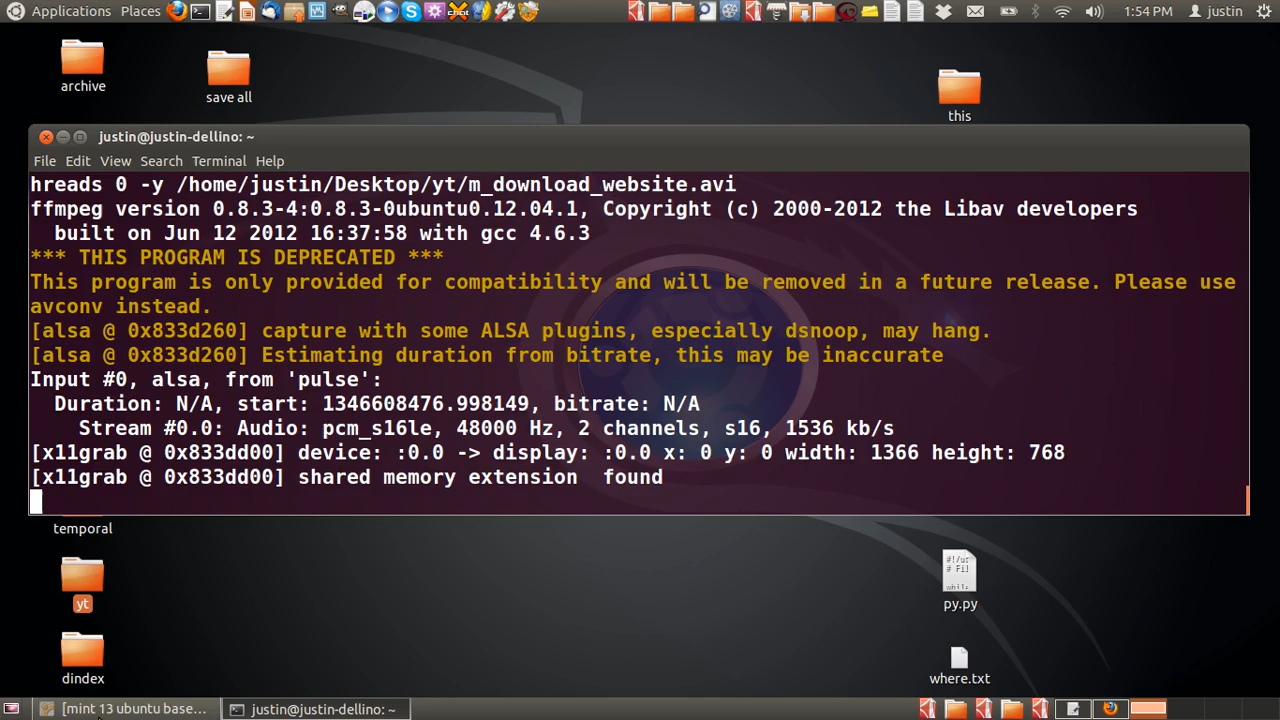 Applications Places
1:54 PM justin
archive
save all
this
justin@justin-dellino: ~
File Edit View Search Terminal Help
hreads 0 -y /home/justin/Desktop/yt/m_download_website.avi
ffmpeg version 0.8.3-4:0.8.3-0ubuntu0.12.04.1, Copyright (c) 2000-2012 the Libav developers
built on Jun 12 2012 16:37:58 with gcc 4.6.3
*** THIS PROGRAM IS DEPRECATED ***
This program is only provided for compatibility and will be removed in a future release. Please use
avconv instead.
[alsa @ 0x833d260] capture with some ALSA plugins, especially dsnoop, may hang.
[alsa @ 0x833d260] Estimating duration from bitrate, this may be inaccurate
Input #0, alsa, from 'pulse':
Duration: N/A, start: 1346608476.998149, bitrate: N/A
Stream #0.0: Audio: pcm_s16le, 48000 Hz, 2 channels, s16, 1536 kb/s
[x11grab @ 0x833dd00] device: :0.0 -> display: :0.0 x: 0 y: 0 width: 1366 height: 768
[x11grab @ 0x833dd00] shared memory extension  found
temporal
yt
py.py
dindex
where.txt
[mint 13 ubuntu base...
justin@justin-dellino: ~